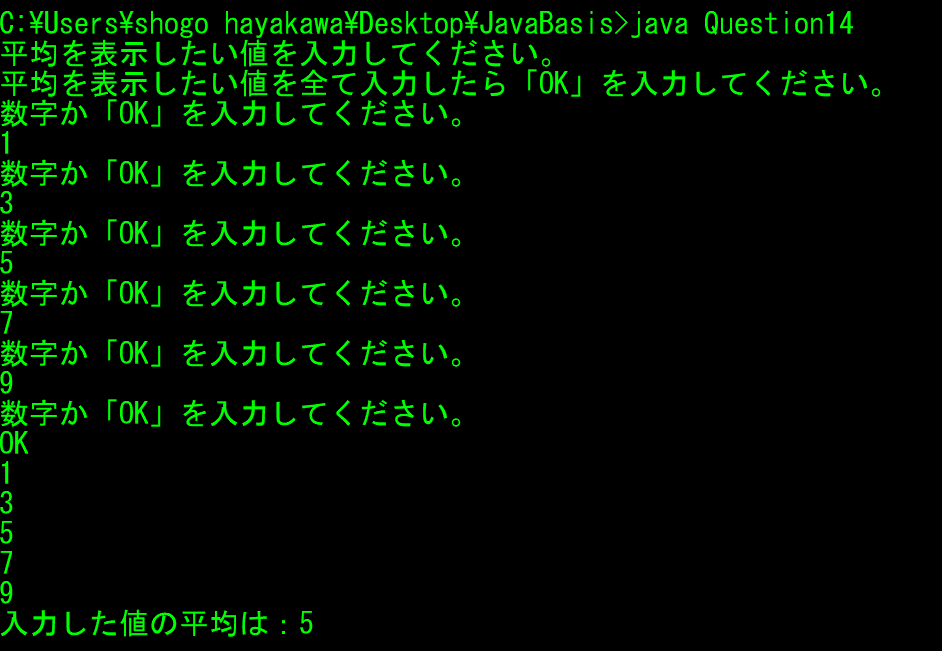 C:¥Users¥shogo hayakawa¥Desktop¥JavaBasis>java Question14
平均を表示したい値を入力してください。
平均を表示したい値を全て入力したら「OK」を入力してください。
数字か「OK」を入力してください。
1
数字か「OK」を入力してください。
3
数字か「OK」を入力してください。
5
数字か「OK」を入力してください。
7
数字か「OK」を入力してください。
9
数字か「OK」を入力してください。
OK
1
3
5
7
9
入力した値の平均は：5